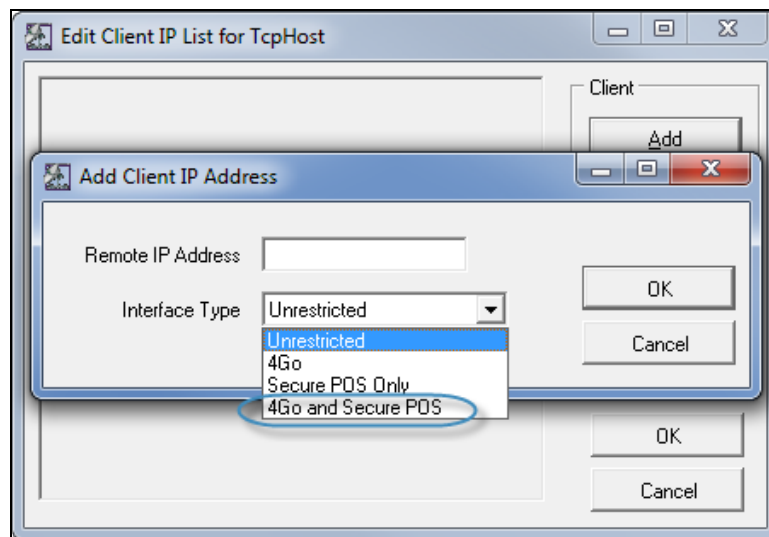 Edit Client IP List for TcpHost
Client
Add
Add Client IP Address
Remote IP Address
OK
Interface Type
Unrestricted
Unrestricted
Cancel
4Go
Secure POS Only
4Go and Secure POS
OK
Cancel